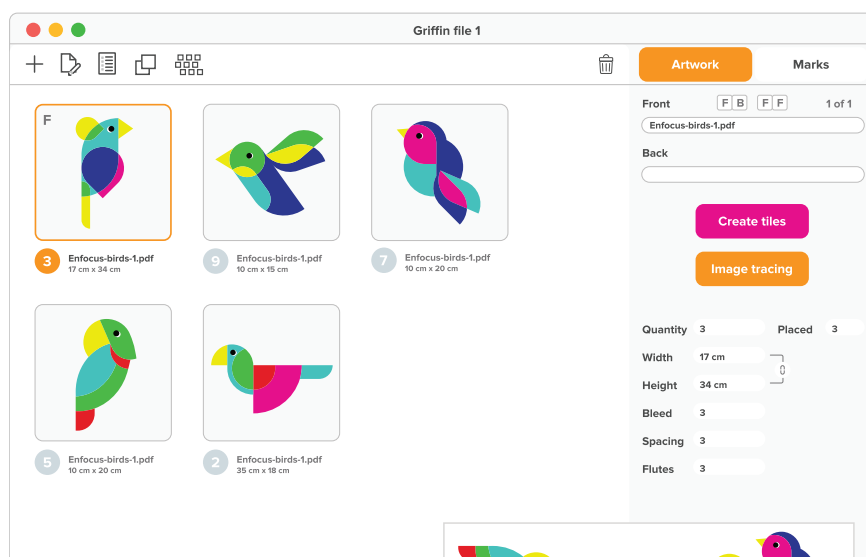 Griffin file 1
Artwork
Marks
Front
F B
F F
1 of 1
Enfocus-birds-1.pdf
Back
Create tiles
Image tracing
Quantity 3
Placed 3
Width 17 cm
Height 34 cm
Bleed 3
Spacing 3
Flutes 3
F
3
Enfocus-birds-1.pdf
17 cm x 34 cm
9
Enfocus-birds-1.pdf
10 cm x 15 cm
7
Enfocus-birds-1.pdf
10 cm x 20 cm
5
Enfocus-birds-1.pdf
10 cm x 20 cm
2
Enfocus-birds-1.pdf
35 cm x 18 cm